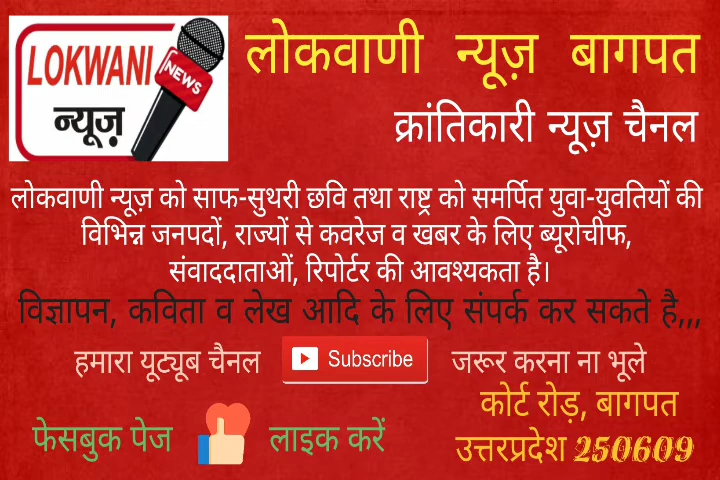 LOKWANI
NEWS
न्यूज़
लोकवाणी न्यूज़ बागपत
क्रांतिकारी न्यूज़ चैनल
लोकवाणी न्यूज़ को साफ-सुथरी छवि तथा राष्ट्र को समर्पित युवा-युवतियों की
विभिन्न जनपदों, राज्यों से कवरेज व खबर के लिए ब्यूरोचीफ,
संवाददाताओं, रिपोर्टर की आवश्यकता है।
विज्ञापन, कविता व लेख आदि के लिए संपर्क कर सकते है,,,
हमारा यूट्यूब चैनल Subscribe जरूर करना ना भूले
कोर्ट रोड़, बागपत
फेसबुक पेज लाइक करें
उत्तरप्रदेश 250609